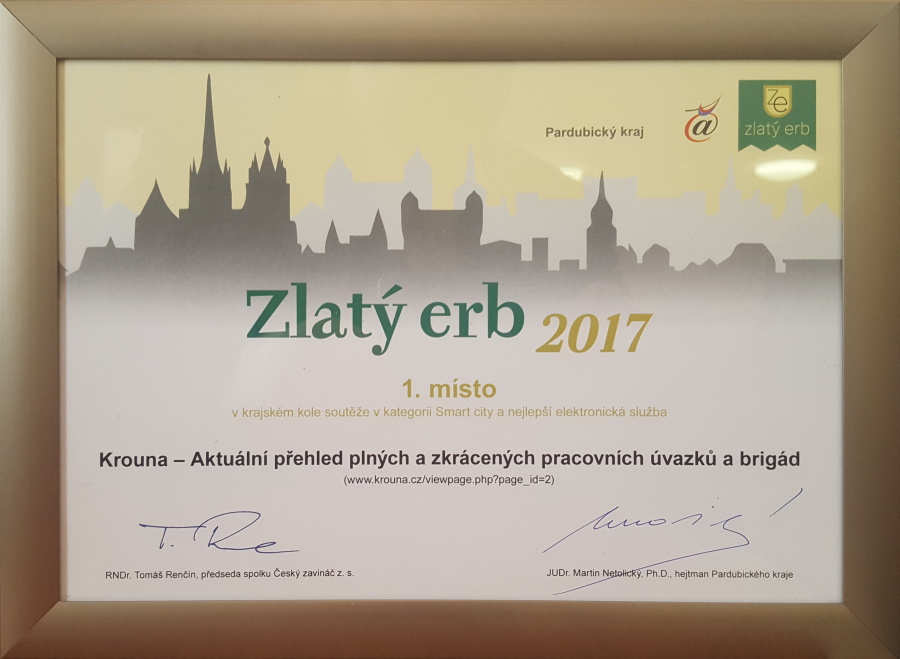 Pardubický kraj
@
Ze
zlatý erb
Zlatý erb 2017
1. místo
v krajském kole soutěže v kategorii Smart city a nejlepší elektronická služba
Krouna – Aktuální přehled plných a zkrácených pracovních úvazků a brigád
(www.krouna.cz/viewpage.php?page_id=2)
RNDr. Tomáš Renčín, předseda spolku Český zavináč z. s.
JUDr. Martin Netolický, Ph.D., hejtman Pardubického kraje